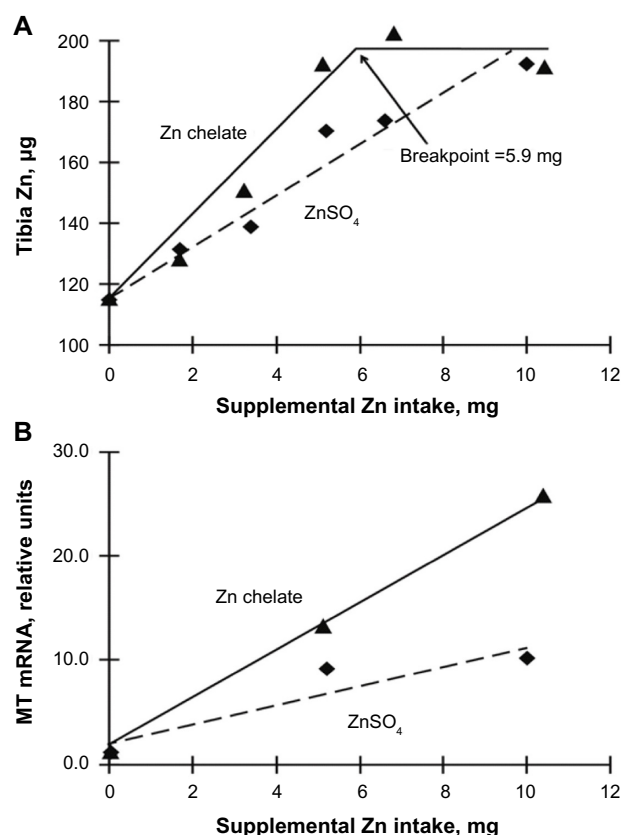 A
200
180
160
140
120
100
Tibia Zn, µg
Zn chelate
ZnSO₄
Breakpoint =5.9 mg
0 2 4 6 8 10 12
Supplemental Zn intake, mg
B
30.0
20.0
10.0
0.0
MT mRNA, relative units
Zn chelate
ZnSO₄
0 2 4 6 8 10 12
Supplemental Zn intake, mg